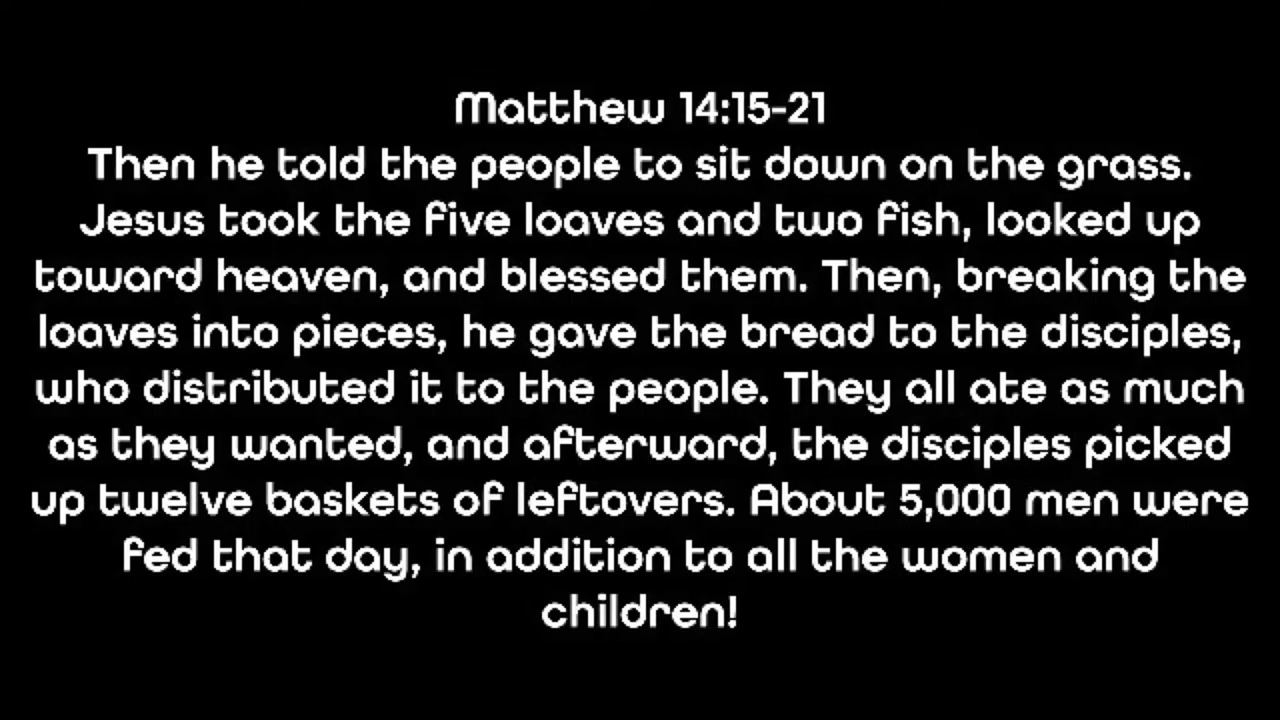 Matthew 14:15-21
Then he told the people to sit down on the grass.
Jesus took the five loaves and two fish, looked up
toward heaven, and blessed them. Then, breaking the
loaves into pieces, he gave the bread to the disciples,
who distributed it to the people. They all ate as much
as they wanted, and afterward, the disciples picked
up twelve baskets of leftovers. About 5,000 men were
fed that day, in addition to all the women and
children!